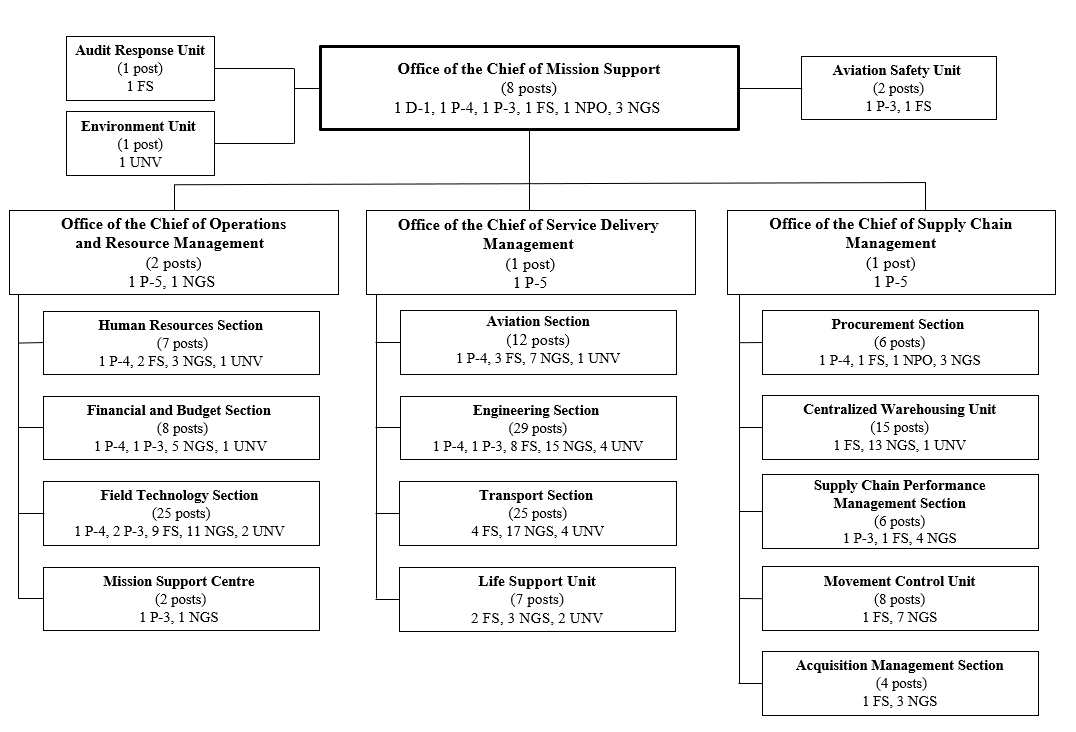 Audit Response Unit
(1 post)
1 FS
Environment Unit
(1 post)
1 UNV
Office of the Chief of Mission Support
(8 posts)
1 D-1, 1 P-4, 1 P-3, 1 FS, 1 NPO, 3 NGS
Aviation Safety Unit
(2 posts)
1 P-3, 1 FS
Office of the Chief of Operations
and Resource Management
(2 posts)
1 P-5, 1 NGS
Human Resources Section
(7 posts)
1 P-4, 2 FS, 3 NGS, 1 UNV
Financial and Budget Section
(8 posts)
1 P-4, 1 P-3, 5 NGS, 1 UNV
Field Technology Section
(25 posts)
1 P-4, 2 P-3, 9 FS, 11 NGS, 2 UNV
Mission Support Centre
(2 posts)
1 P-3, 1 NGS
Office of the Chief of Service Delivery
Management
(1 post)
1 P-5
Aviation Section
(12 posts)
1 P-4, 3 FS, 7 NGS, 1 UNV
Engineering Section
(29 posts)
1 P-4, 1 P-3, 8 FS, 15 NGS, 4 UNV
Transport Section
(25 posts)
4 FS, 17 NGS, 4 UNV
Life Support Unit
(7 posts)
2 FS, 3 NGS, 2 UNV
Office of the Chief of Supply Chain
Management
(1 post)
1 P-5
Procurement Section
(6 posts)
1 P-4, 1 FS, 1 NPO, 3 NGS
Centralized Warehousing Unit
(15 posts)
1 FS, 13 NGS, 1 UNV
Supply Chain Performance
Management Section
(6 posts)
1 P-3, 1 FS, 4 NGS
Movement Control Unit
(8 posts)
1 FS, 7 NGS
Acquisition Management Section
(4 posts)
1 FS, 3 NGS